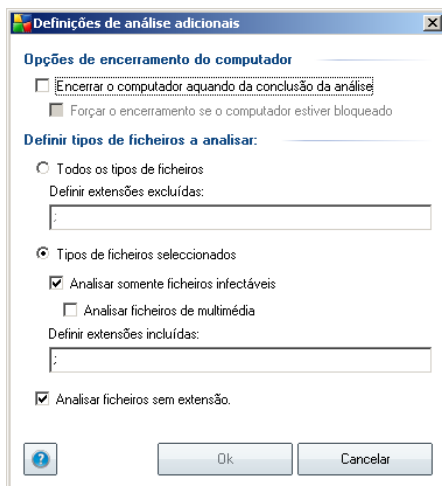 Definições de análise adicionais
Opções de encerramento do computador
Encerrar o computador aquando da conclusão da análise
Forçar o encerramento se o computador estiver bloqueado
Definir tipos de ficheiros a analisar:
Todos os tipos de ficheiros
Definir extensões excluídas:
;
Tipos de ficheiros seleccionados
Analisar somente ficheiros infectáveis
Analisar ficheiros de multimédia
Definir extensões incluídas:
;
Analisar ficheiros sem extensão.
?
Ok
Cancelar